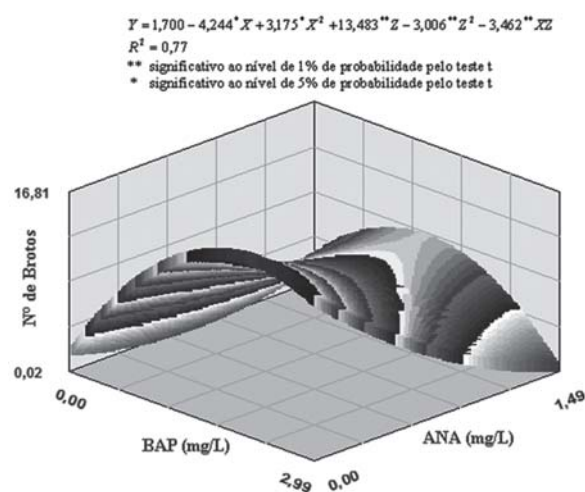 Y = 1,700 − 4,244*X + 3,175*X² + 13,483**Z − 3,006**Z² − 3,462**XZ
R² = 0,77
** significativo ao nível de 1% de probabilidade pelo teste t
* significativo ao nível de 5% de probabilidade pelo teste t
16,81
Nº de Brotos
0,02
0,00
BAP (mg/L)
2,99
0,00
ANA (mg/L)
1,49